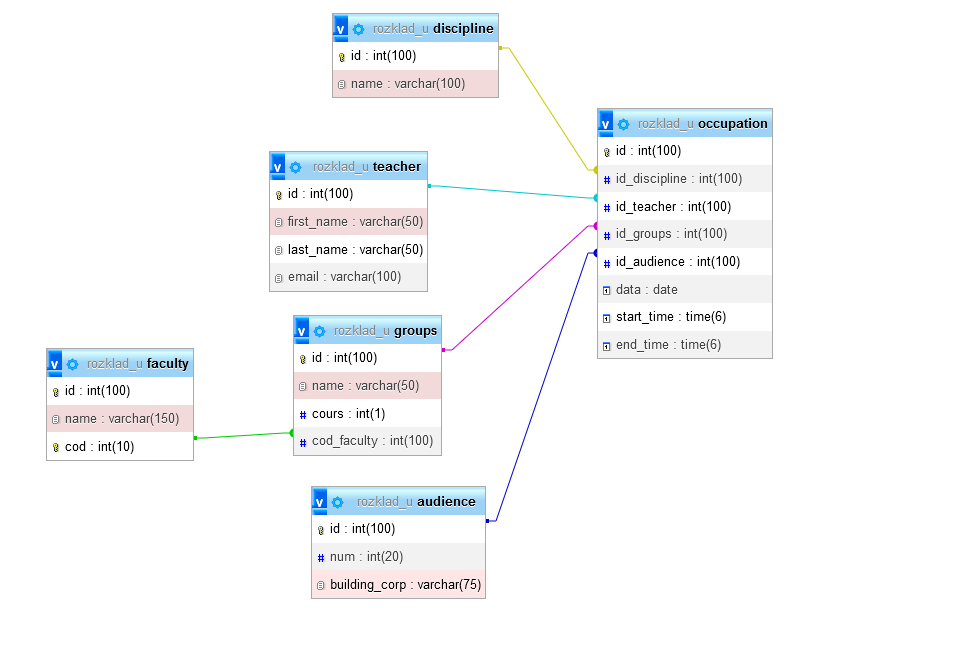 v rozklad_u discipline
id : int(100)
name : varchar(100)
v rozklad_u occupation
id : int(100)
# id_discipline : int(100)
# id_teacher : int(100)
# id_groups : int(100)
# id_audience : int(100)
data : date
start_time : time(6)
end_time : time(6)
v rozklad_u teacher
id : int(100)
first_name : varchar(50)
last_name : varchar(50)
email : varchar(100)
v rozklad_u groups
id : int(100)
name : varchar(50)
# cours : int(1)
# cod_faculty : int(100)
v rozklad_u faculty
id : int(100)
name : varchar(150)
cod : int(10)
v rozklad_u audience
id : int(100)
# num : int(20)
building_corp : varchar(75)